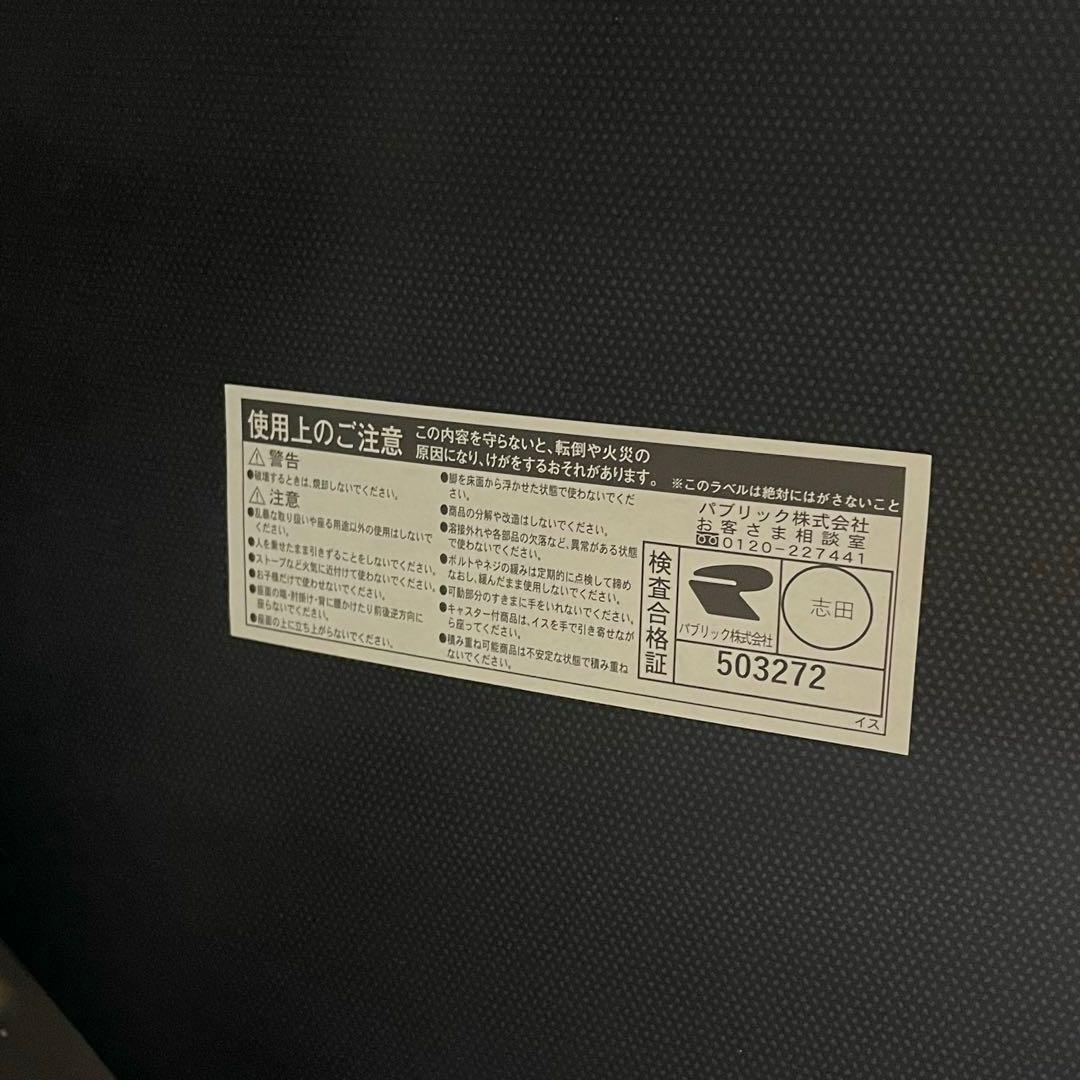 使用上のご注意
この内容を守らないと、転倒や火災の
原因になり、けがをするおそれがあります。
※このラベルは絶対にはがさないこと
⚠警告
●破壊するときは、焼却しないでください。
⚠注意
●乱暴な取り扱いや座る用途以外の使用はしないで
ください。
●人を乗せたまま引きずることをしないでください。
●ストーブなど火気に近付けて使わないでください。
●お子様だけで使わせないでください。
●座面の端・肘掛け・背に腰かけたり前後逆方向に
座らないでください。
●座面の上に立ち上がらないでください。
●脚を床面から浮かせた状態で使わないでくだ
さい。
●商品の分解や改造はしないでください。
●溶接外れや各部品の欠落など、異常がある状態
で使わないでください。
●ボルトやネジの緩みは定期的に点検して締め
なおし、緩んだまま使用しないでください。
●可動部分のすきまに手をいれないでください。
●キャスター付商品は、イスを手で引き寄せなが
ら座ってください。
●積み重ね可能商品は不安定な状態で積み重ね
ないでください。
パブリック株式会社
お客さま相談室
0120-227441
検査合格証
パブリック株式会社
志田
503272
イス